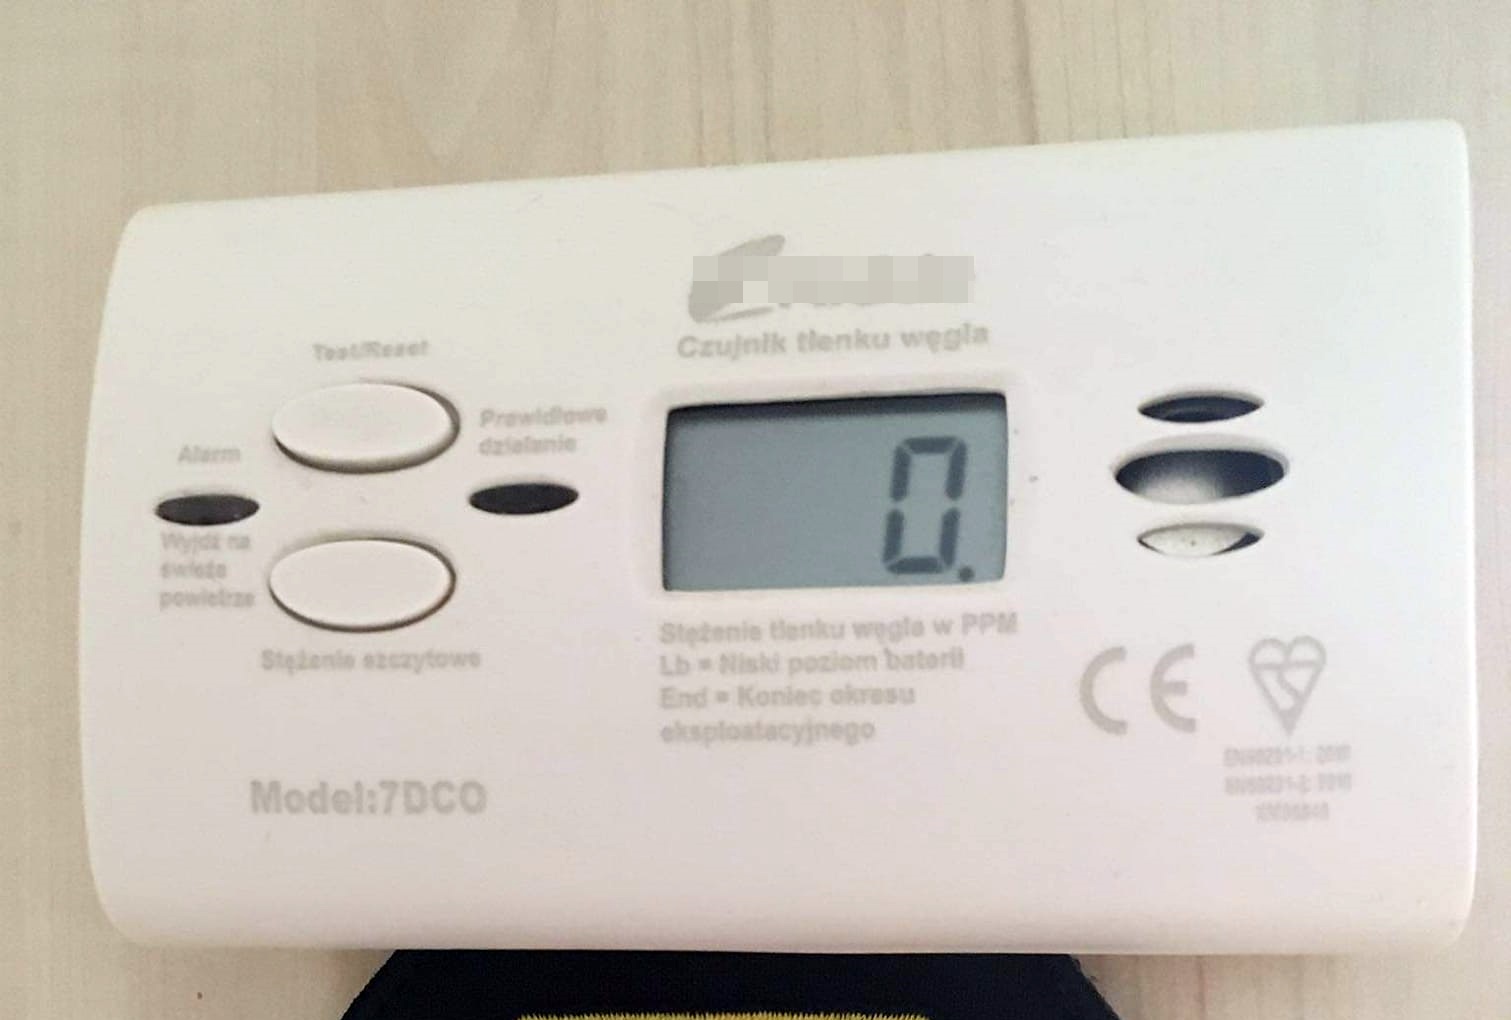 Czujnik tlenku węgla
Test/Reset
Prawidłowe
działanie
Alarm
0.
Wyjdź na
świeże
powietrze
Stężenie szczytowe
Stężenie tlenku węgla w PPM
Lb = Niski poziom baterii
End = Koniec okresu
eksploatacyjnego
CE
Model:7DCO